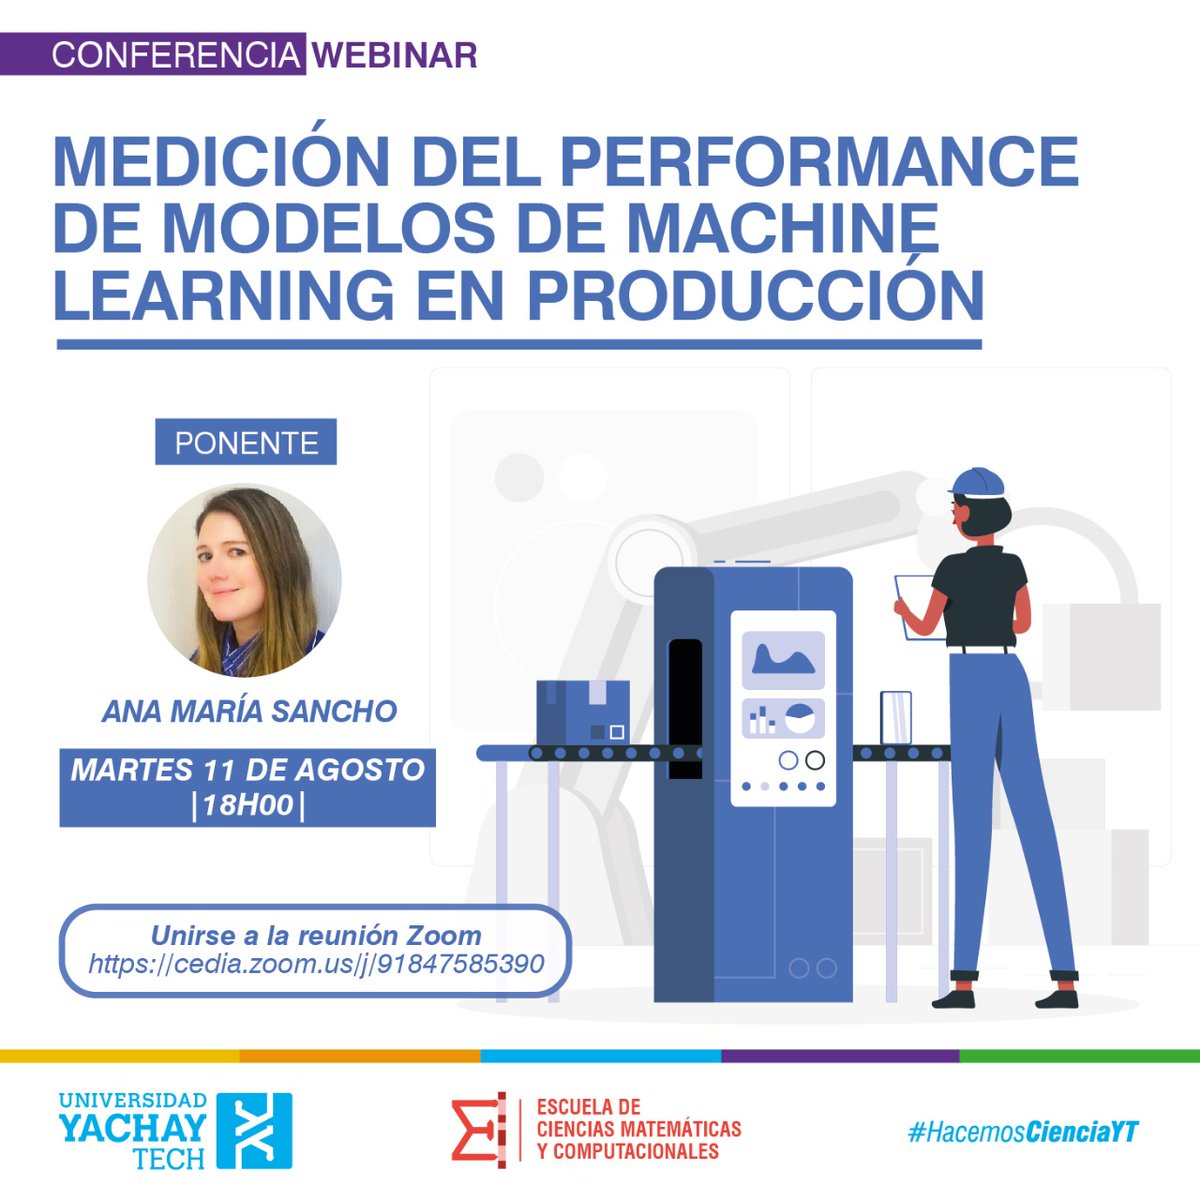 CONFERENCIA WEBINAR
MEDICIÓN DEL PERFORMANCE
DE MODELOS DE MACHINE
LEARNING EN PRODUCCIÓN
PONENTE
ANA MARÍA SANCHO
MARTES 11 DE AGOSTO
|18H00|
Unirse a la reunión Zoom
https://cedia.zoom.us/j/91847585390
UNIVERSIDAD
YACHAY
TECH
ESCUELA DE
CIENCIAS MATEMÁTICAS
Y COMPUTACIONALES
#HacemosCienciaYT